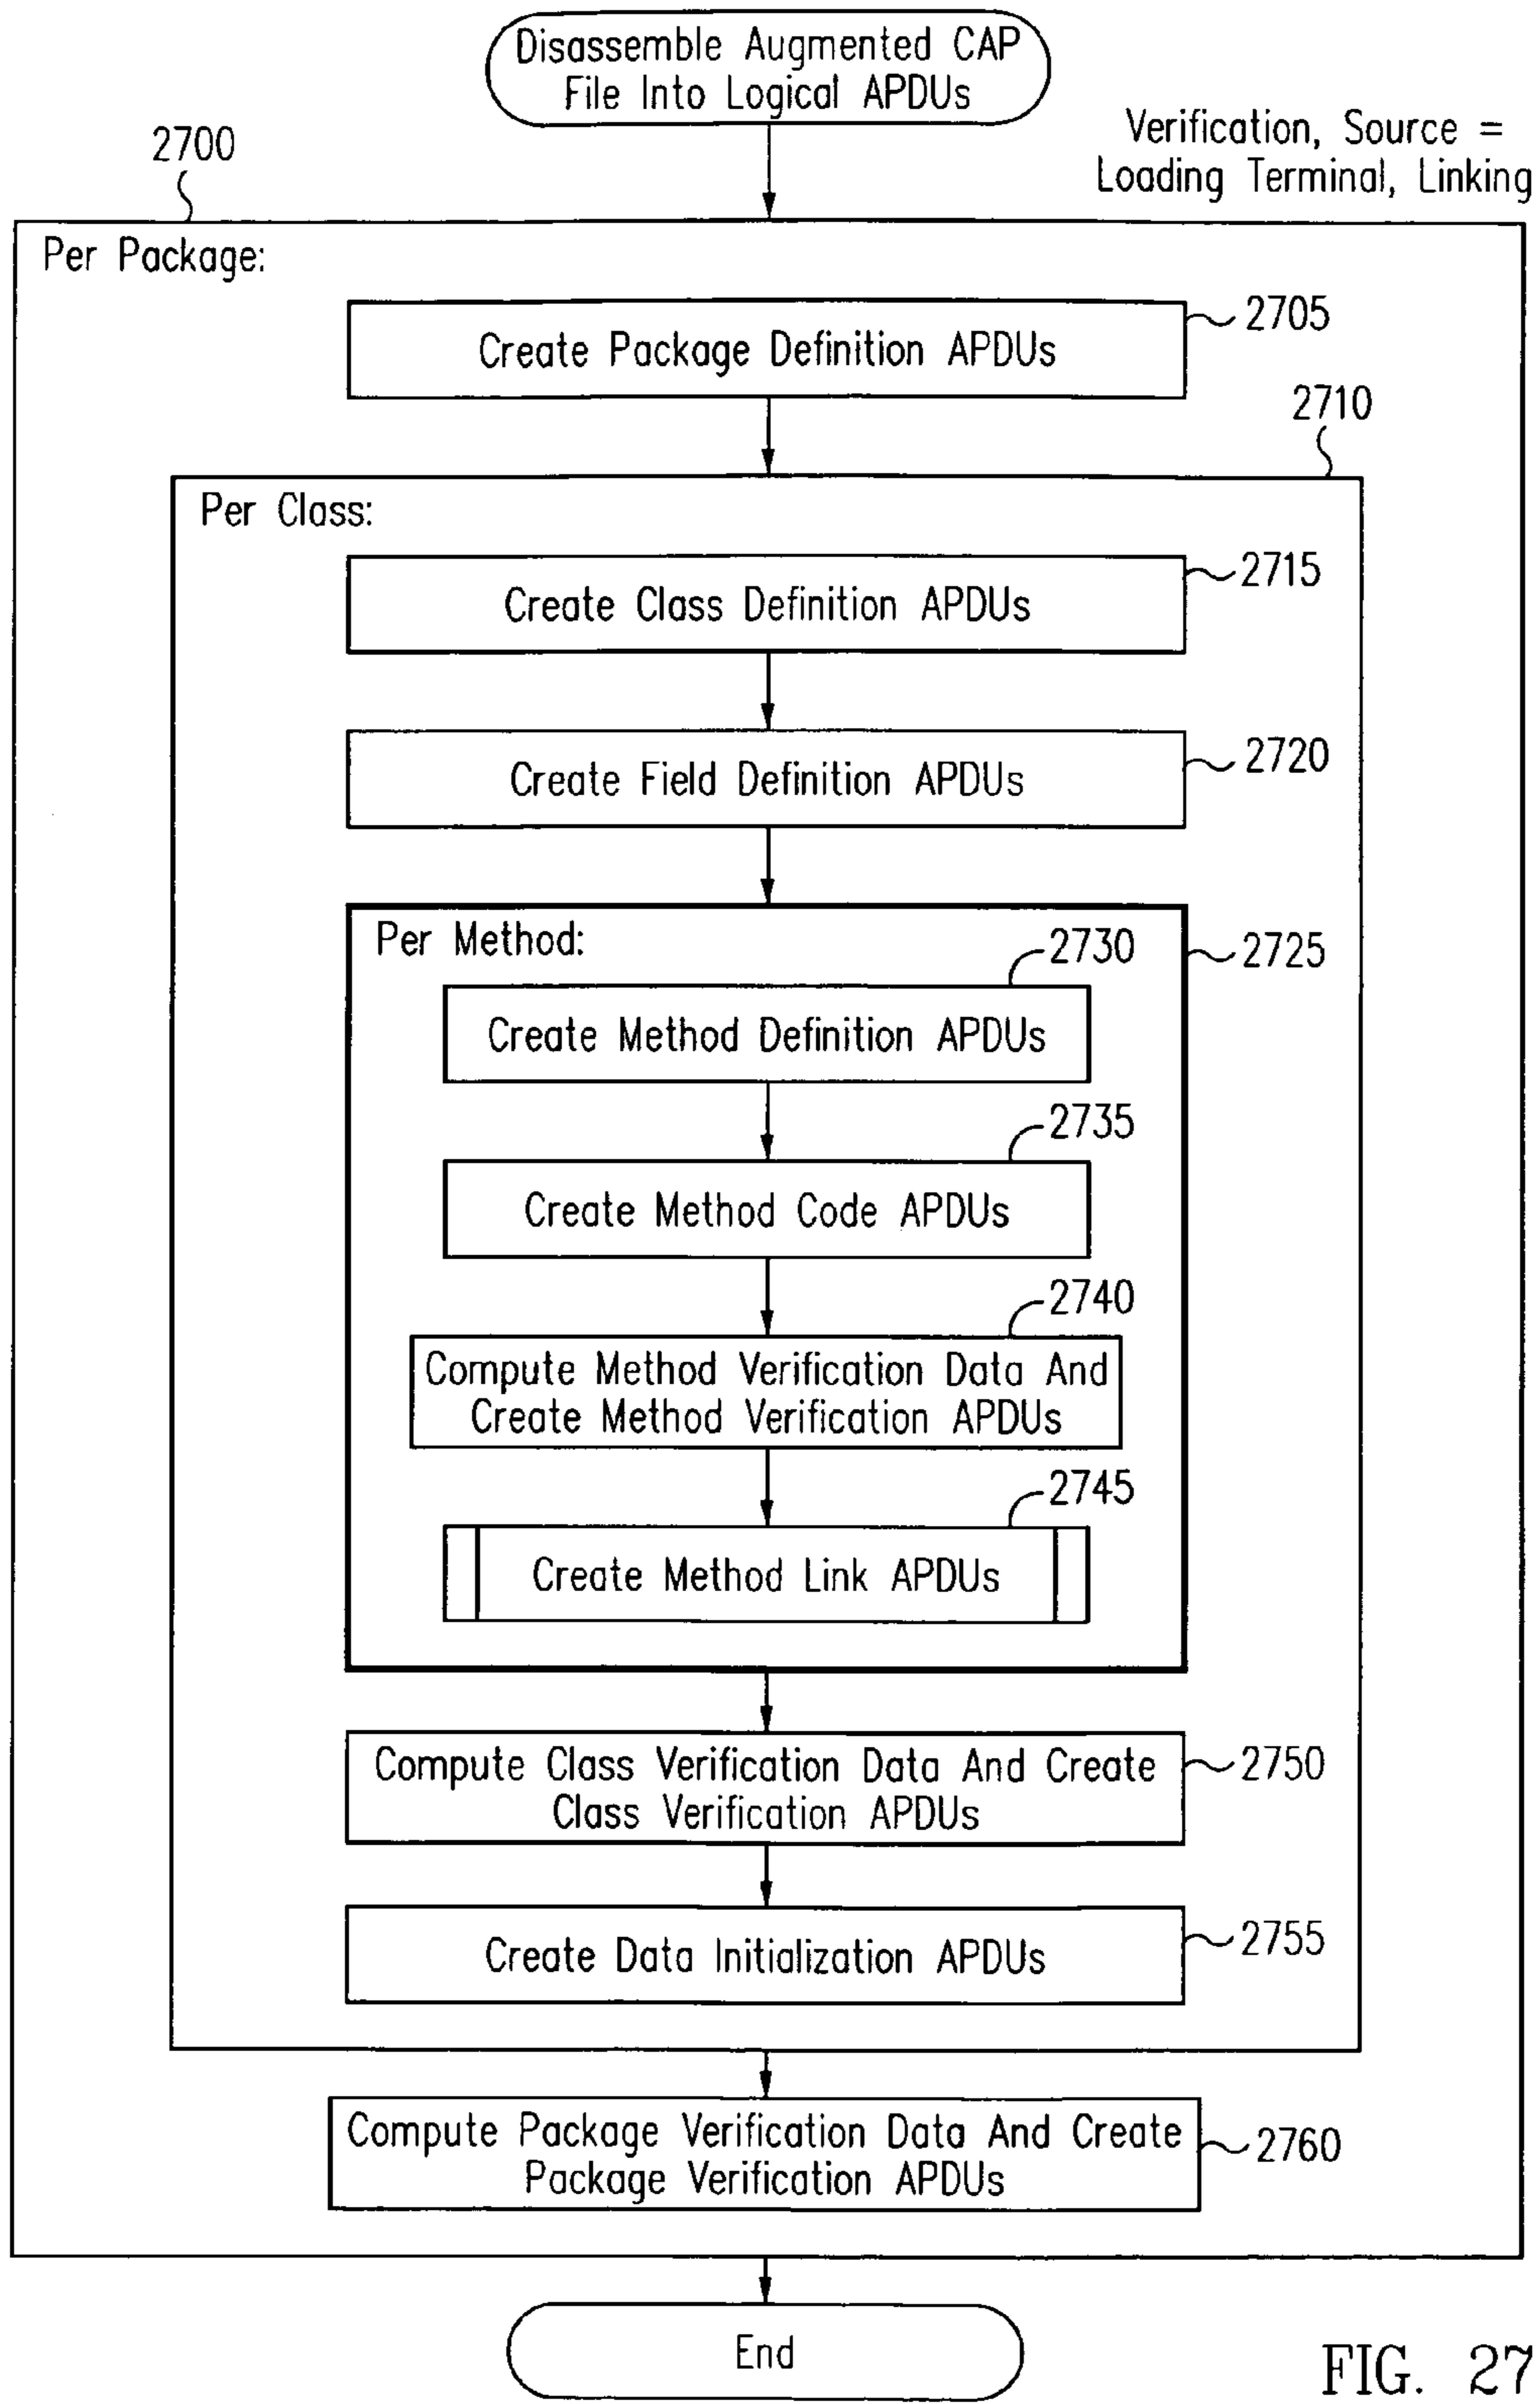 Disassemble Augmented CAP
File Into Logical APDUs
Verification, Source =
Loading Terminal, Linking
2700
Per Package:
2705
Create Package Definition APDUs
2710
Per Class:
2715
Create Class Definition APDUs
2720
Create Field Definition APDUs
Per Method:
2725
2730
Create Method Definition APDUs
2735
Create Method Code APDUs
2740
Compute Method Verification Data And
Create Method Verification APDUs
2745
Create Method Link APDUs
Compute Class Verification Data And Create
Class Verification APDUs
2750
2755
Create Data Initialization APDUs
Compute Package Verification Data And Create
Package Verification APDUs
2760
End
FIG. 27